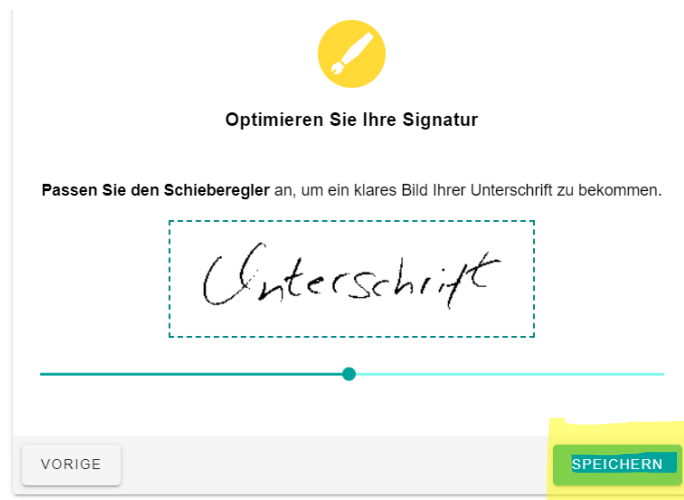 Optimieren Sie Ihre Signatur
Passen Sie den Schieberegler an, um ein klares Bild Ihrer Unterschrift zu bekommen.
Unterschrift
VORIGE
SPEICHERN